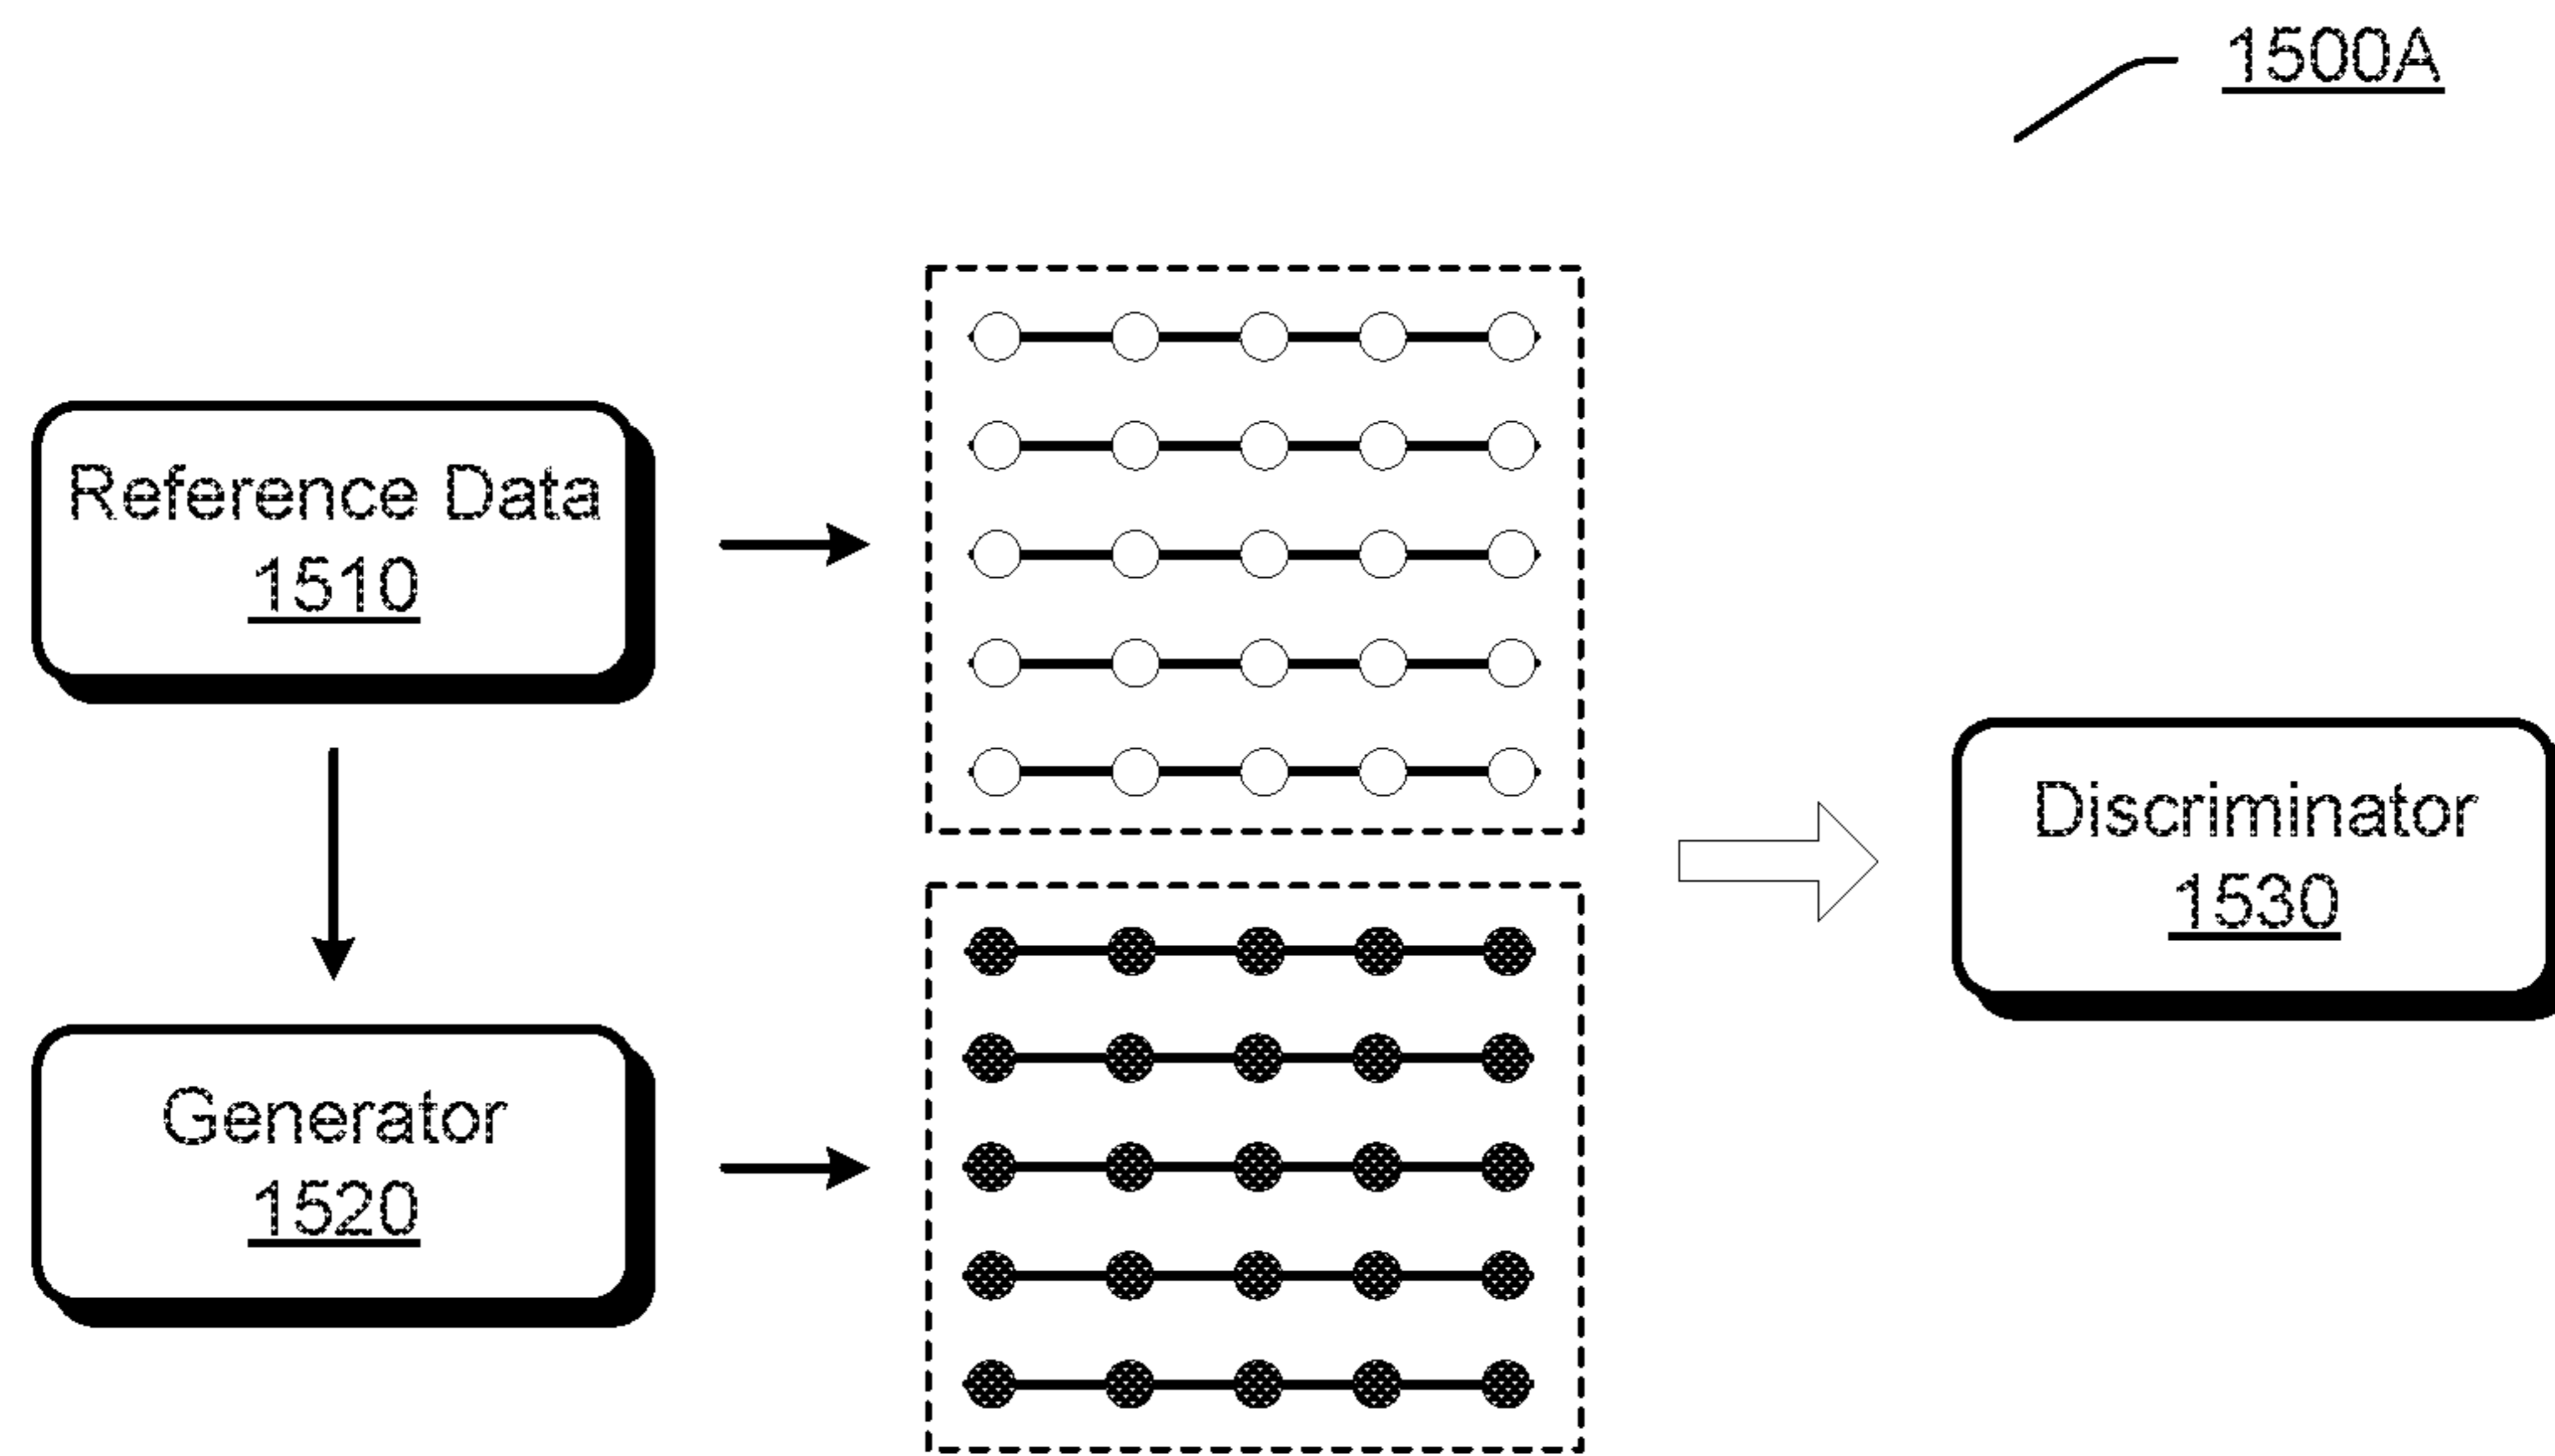 1500A
Reference Data
1510
Discriminator
1530
Generator
1520